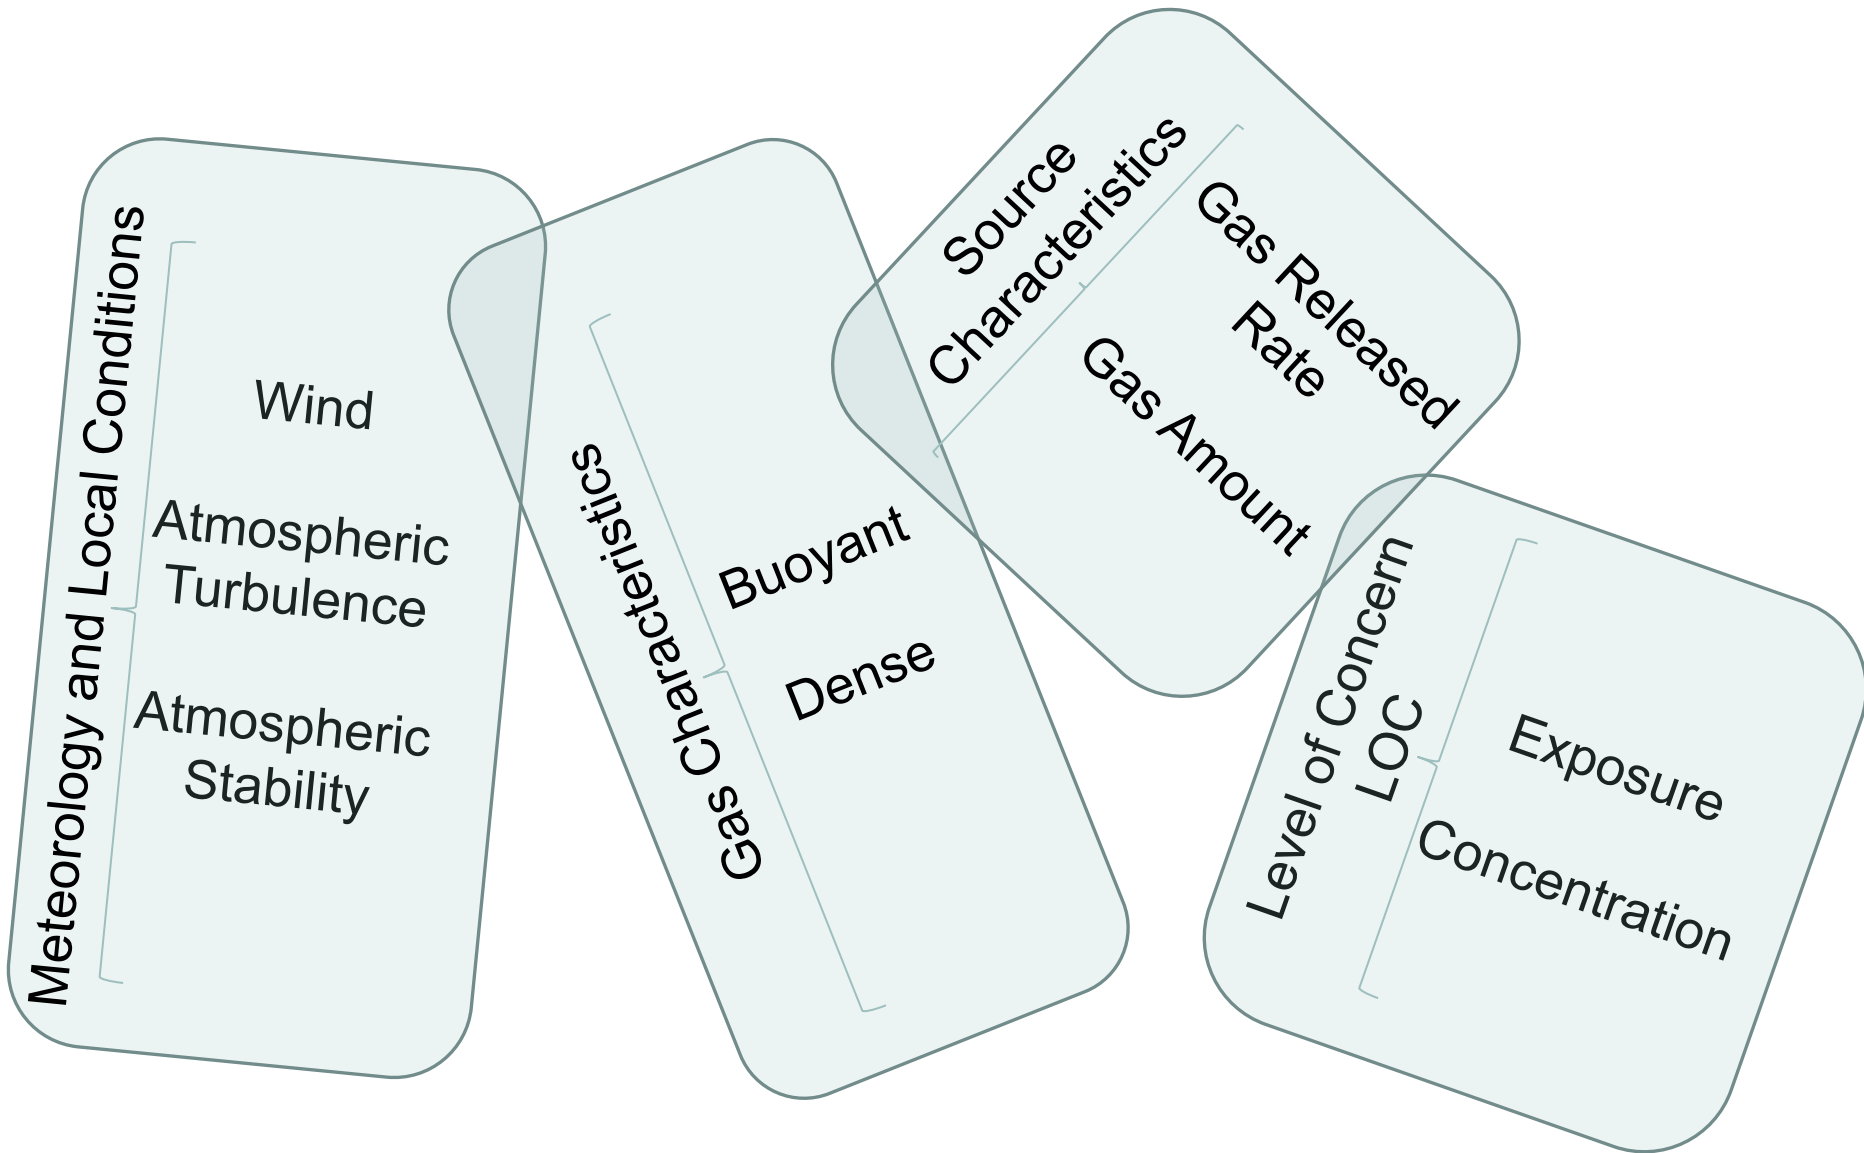 Meteorology and Local Conditions
Wind
Atmospheric
Turbulence
Atmospheric
Stability
Gas Characteristics
Buoyant
Dense
Source
Characteristics
Gas Released
Rate
Gas Amount
Level of Concern
LOC
Exposure
Concentration